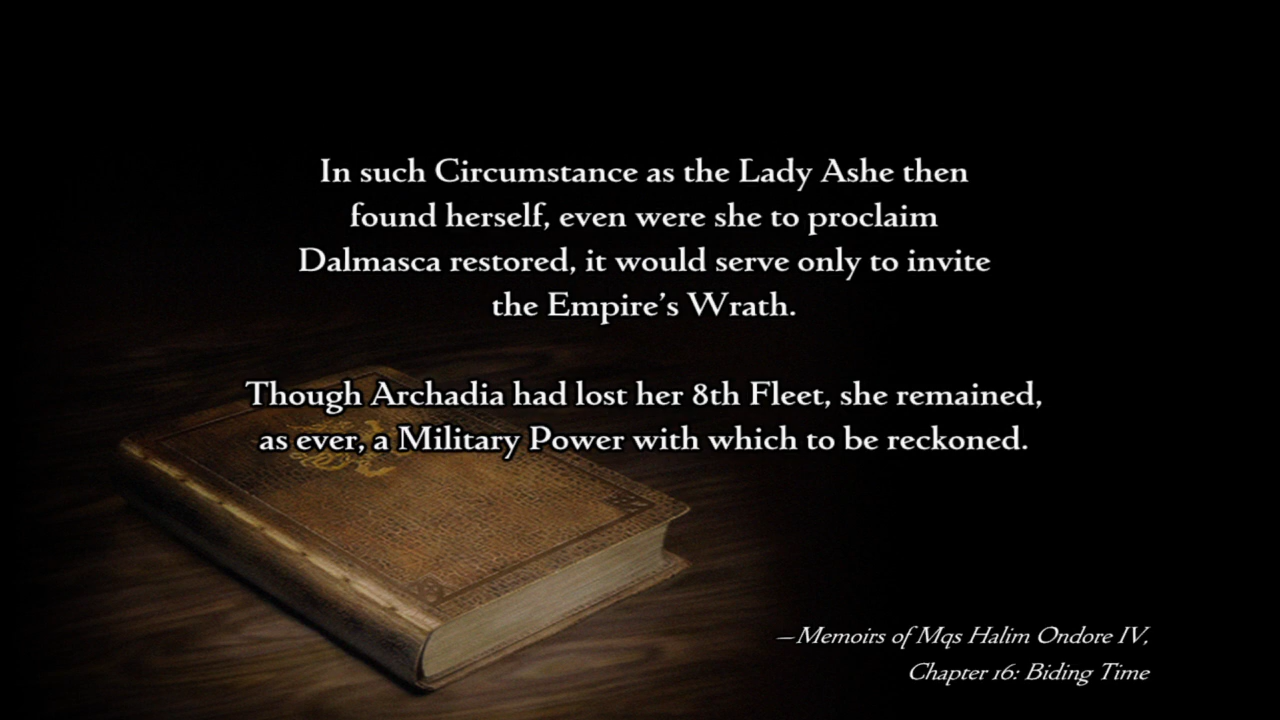 In such Circumstance as the Lady Ashe then
found herself, even were she to proclaim
Dalmasca restored, it would serve only to invite
the Empire's Wrath.
Though Archadia had lost her 8th Fleet, she remained,
as ever, a Military Power with which to be reckoned.
—Memoirs of Mqs Halim Ondore IV,
Chapter 16: Biding Time